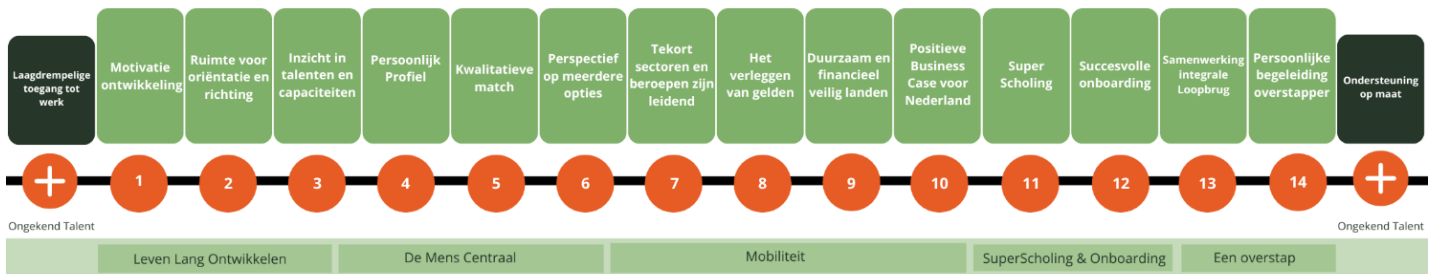 Laagdrempelige
toegang tot
werk
Motivatie
ontwikkeling
Ruimte voor
oriëntatie en
richting
Inzicht in
talenten en
capaciteiten
Persoonlijk
Profiel
Kwalitatieve
match
Perspectief
op meerdere
opties
Tekort
sectoren en
beroepen zijn
leidend
Het
verleggen
van gelden
Duurzaam en
financieel
veilig landen
Positieve
Business
Case voor
Nederland
Super
Scholing
Succesvolle
onboarding
Samenwerking
integrale
Loopbrug
Persoonlijke
begeleiding
overstapper
Ondersteuning
op maat
+
1
2
3
4
5
6
7
8
9
10
11
12
13
14
+
Ongekend Talent
Ongekend Talent
Leven Lang Ontwikkelen
De Mens Centraal
Mobiliteit
SuperScholing & Onboarding
Een overstap